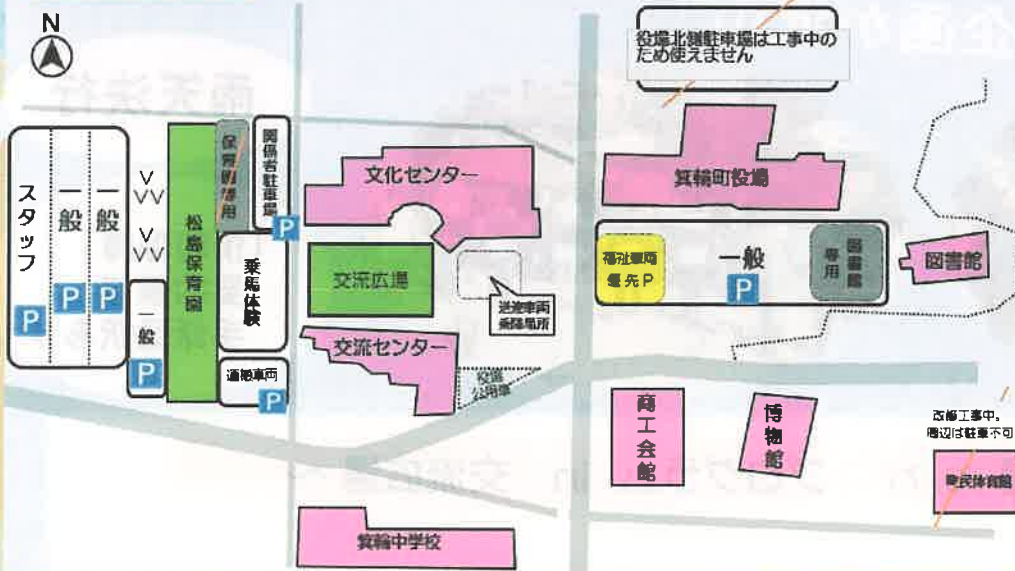 N
役場北側駐車場は工事中の
ため使えません
スタッフ
P
一般
P
一般
P
一般
P
松島保育園
保育園専用
関係者駐車場
P
乗馬体験
運搬車両
P
文化センター
交流広場
送迎車両
乗降場所
交流センター
役場
公用車
箕輪町役場
福祉車両
優先P
一般
P
図書館
専用
図書館
商工会館
博物館
改修工事中。
周辺は駐車不可
町民体育館
箕輪中学校